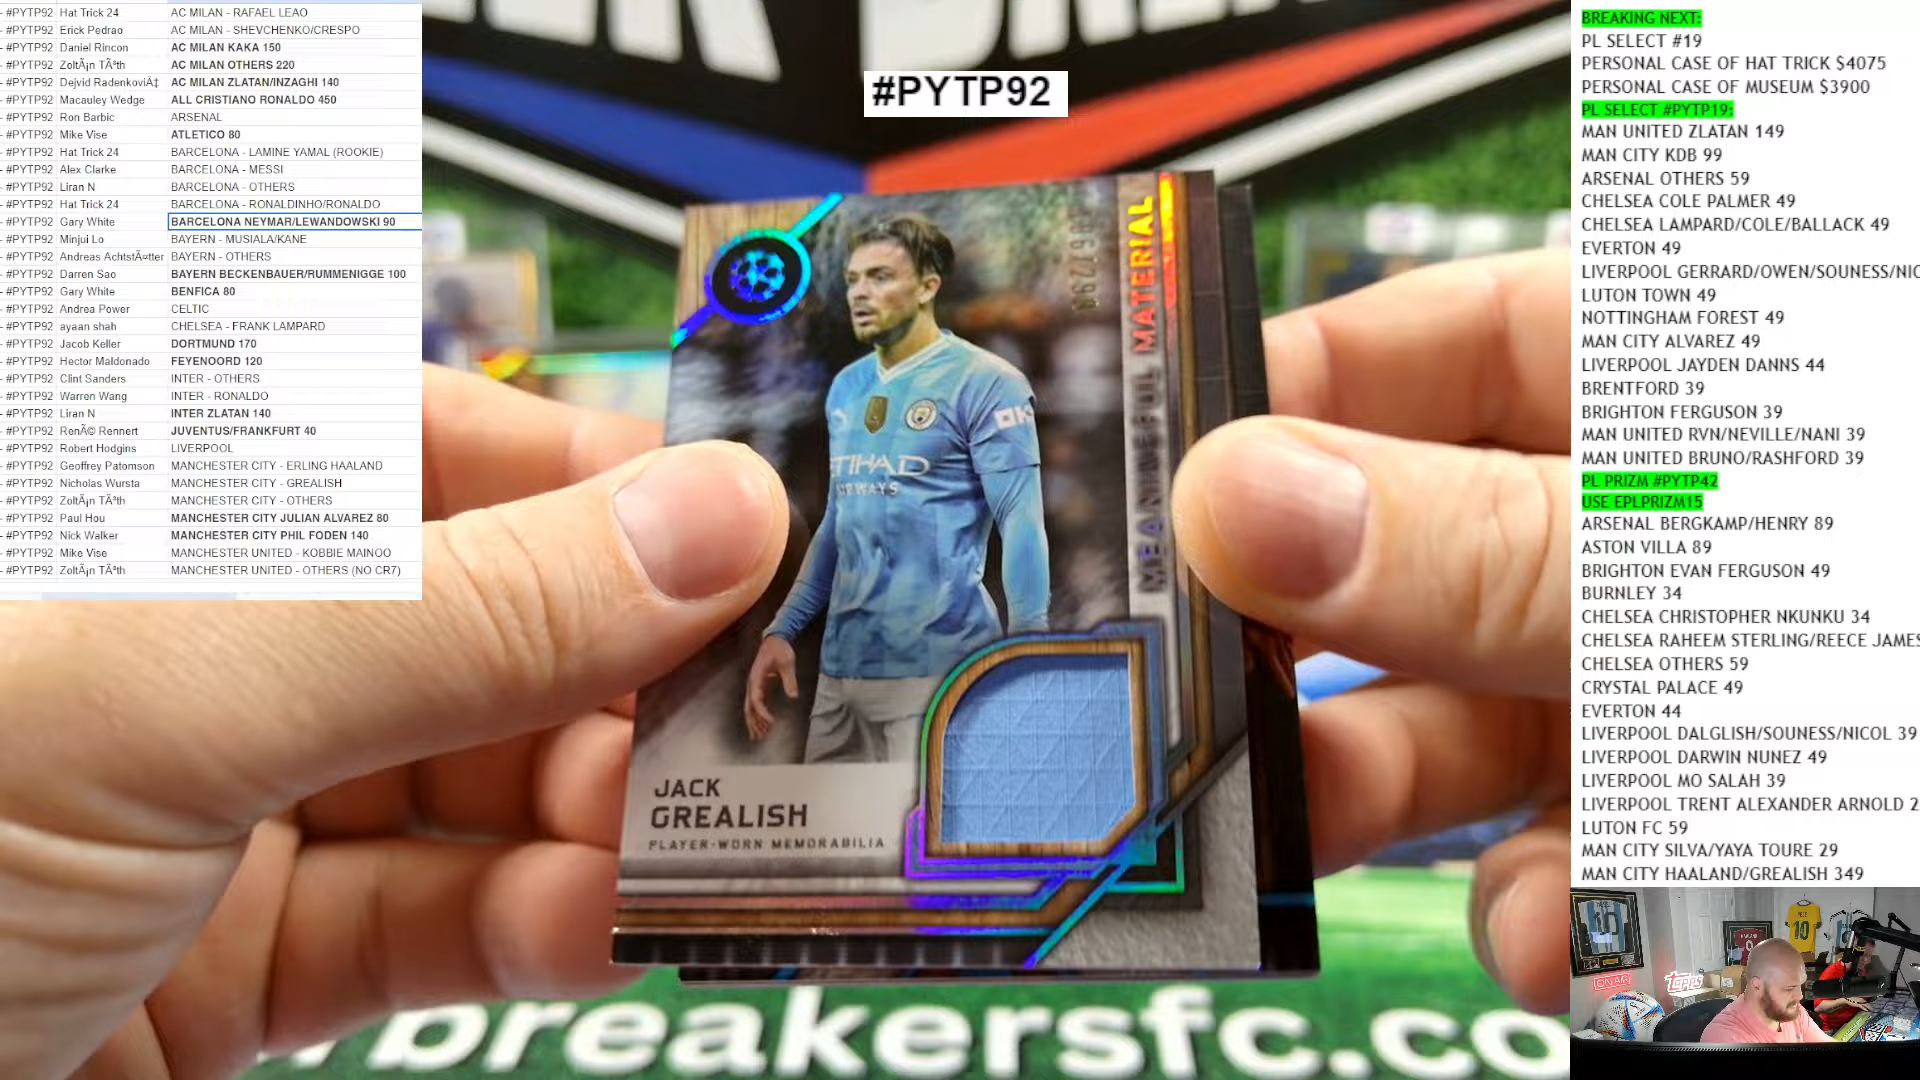 - #PYTP92 Hat Trick 24 AC MILAN - RAFAEL LEAO
- #PYTP92 Erick Pedrao AC MILAN - SHEVCHENKO/CRESPO
- #PYTP92 Daniel Rincon AC MILAN KAKA 150
- #PYTP92 ZoltÃ¡n TÃ³th AC MILAN OTHERS 220
- #PYTP92 Dejvid RadenkoviÄ‡ AC MILAN ZLATAN/INZAGHI 140
- #PYTP92 Macauley Wedge ALL CRISTIANO RONALDO 450
- #PYTP92 Ron Barbic ARSENAL
- #PYTP92 Mike Vise ATLETICO 80
- #PYTP92 Hat Trick 24 BARCELONA - LAMINE YAMAL (ROOKIE)
- #PYTP92 Alex Clarke BARCELONA - MESSI
- #PYTP92 Liran N BARCELONA - OTHERS
- #PYTP92 Hat Trick 24 BARCELONA - RONALDINHO/RONALDO
- #PYTP92 Gary White BARCELONA NEYMAR/LEWANDOWSKI 90
- #PYTP92 Minjui Lo BAYERN - MUSIALA/KANE
- #PYTP92 Andreas AchtstÃ¤tter BAYERN - OTHERS
- #PYTP92 Darren Sao BAYERN BECKENBAUER/RUMMENIGGE 100
- #PYTP92 Gary White BENFICA 80
- #PYTP92 Andrea Power CELTIC
- #PYTP92 ayaan shah CHELSEA - FRANK LAMPARD
- #PYTP92 Jacob Keller DORTMUND 170
- #PYTP92 Hector Maldonado FEYENOORD 120
- #PYTP92 Clint Sanders INTER - OTHERS
- #PYTP92 Warren Wang INTER - RONALDO
- #PYTP92 Liran N INTER ZLATAN 140
- #PYTP92 RenÃ© Rennert JUVENTUS/FRANKFURT 40
- #PYTP92 Robert Hodgins LIVERPOOL
- #PYTP92 Geoffrey Patomson MANCHESTER CITY - ERLING HAALAND
- #PYTP92 Nicholas Wursta MANCHESTER CITY - GREALISH
- #PYTP92 ZoltÃ¡n TÃ³th MANCHESTER CITY - OTHERS
- #PYTP92 Paul Hou MANCHESTER CITY JULIAN ALVAREZ 80
- #PYTP92 Nick Walker MANCHESTER CITY PHIL FODEN 140
- #PYTP92 Mike Vise MANCHESTER UNITED - KOBBIE MAINOO
- #PYTP92 ZoltÃ¡n TÃ³th MANCHESTER UNITED - OTHERS (NO CR7)
#PYTP92
MEANINGFUL MATERIAL
ETIHAD
AIRWAYS
JACK
GREALISH
PLAYER-WORN MEMORABILIA
breakersfc.co
BREAKING NEXT:
PL SELECT #19
PERSONAL CASE OF HAT TRICK $4075
PERSONAL CASE OF MUSEUM $3900
PL SELECT #PYTP19:
MAN UNITED ZLATAN 149
MAN CITY KDB 99
ARSENAL OTHERS 59
CHELSEA COLE PALMER 49
CHELSEA LAMPARD/COLE/BALLACK 49
EVERTON 49
LIVERPOOL GERRARD/OWEN/SOUNESS/NIC
LUTON TOWN 49
NOTTINGHAM FOREST 49
MAN CITY ALVAREZ 49
LIVERPOOL JAYDEN DANNS 44
BRENTFORD 39
BRIGHTON FERGUSON 39
MAN UNITED RVN/NEVILLE/NANI 39
MAN UNITED BRUNO/RASHFORD 39
PL PRIZM #PYTP42
USE EPLPRIZM15
ARSENAL BERGKAMP/HENRY 89
ASTON VILLA 89
BRIGHTON EVAN FERGUSON 49
BURNLEY 34
CHELSEA CHRISTOPHER NKUNKU 34
CHELSEA RAHEEM STERLING/REECE JAMES
CHELSEA OTHERS 59
CRYSTAL PALACE 49
EVERTON 44
LIVERPOOL DALGLISH/SOUNESS/NICOL 39
LIVERPOOL DARWIN NUNEZ 49
LIVERPOOL MO SALAH 39
LIVERPOOL TRENT ALEXANDER ARNOLD 2
LUTON FC 59
MAN CITY SILVA/YAYA TOURE 29
MAN CITY HAALAND/GREALISH 349
ON AIR
TOPPS
10